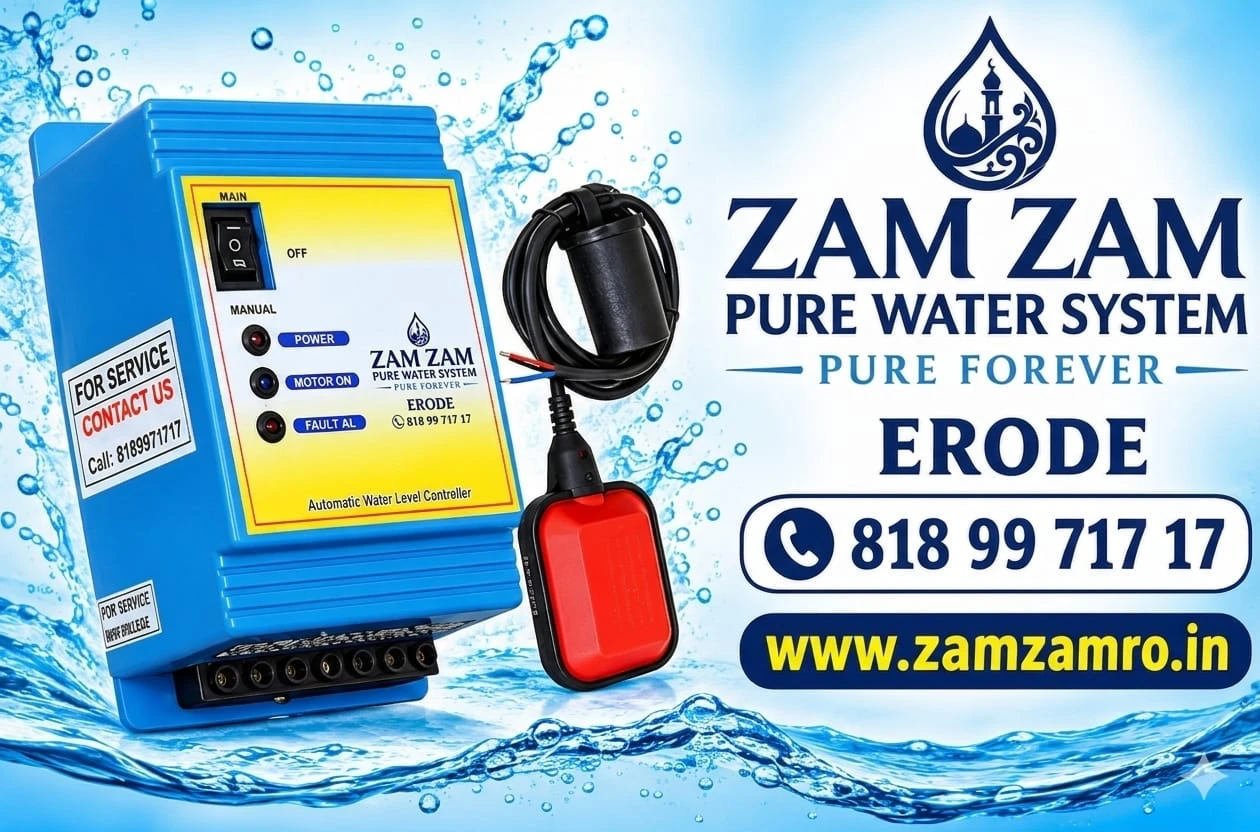 MAIN
OFF
MANUAL
POWER
MOTOR ON
FAULT AL
ZAM ZAM
PURE WATER SYSTEM
PURE FOREVER
ERODE
818 99 717 17
Automatic Water Level Controller
FOR SERVICE
CONTACT US
Call: 8189971717
POR SERVICE
ZAM ZAM
PURE WATER SYSTEM
PURE FOREVER
ERODE
818 99 717 17
www.zamzamro.in